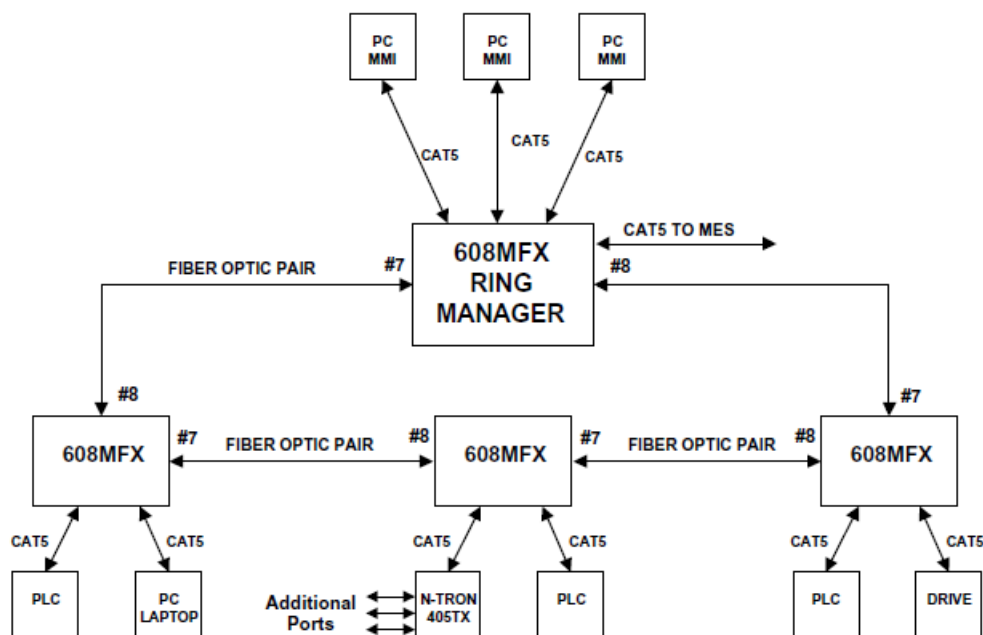 PC
MMI
PC
MMI
PC
MMI
CAT5
CAT5
CAT5
608MFX
RING
MANAGER
CAT5 TO MES
FIBER OPTIC PAIR
#7
#8
#8
#7
608MFX
#7
FIBER OPTIC PAIR
#8
608MFX
#7
FIBER OPTIC PAIR
#8
608MFX
CAT5
CAT5
CAT5
CAT5
CAT5
CAT5
PLC
PC
LAPTOP
Additional
Ports
N-TRON
405TX
PLC
PLC
DRIVE